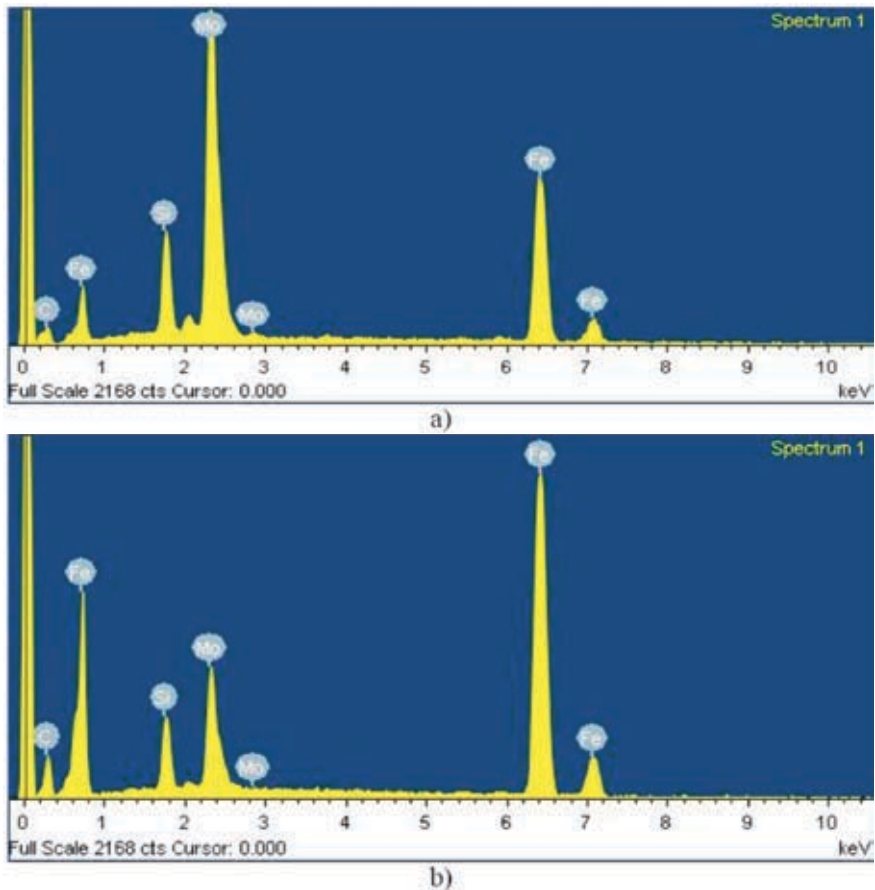 Spectrum 1
Mo
Fe
Si
Fe
C
Mo
Fe
0 1 2 3 4 5 6 7 8 9 10
Full Scale 2168 cts Cursor: 0.000 keV
a)
Spectrum 1
Fe
Fe
Mo
Si
C
Mo
Fe
0 1 2 3 4 5 6 7 8 9 10
Full Scale 2168 cts Cursor: 0.000 keV
b)